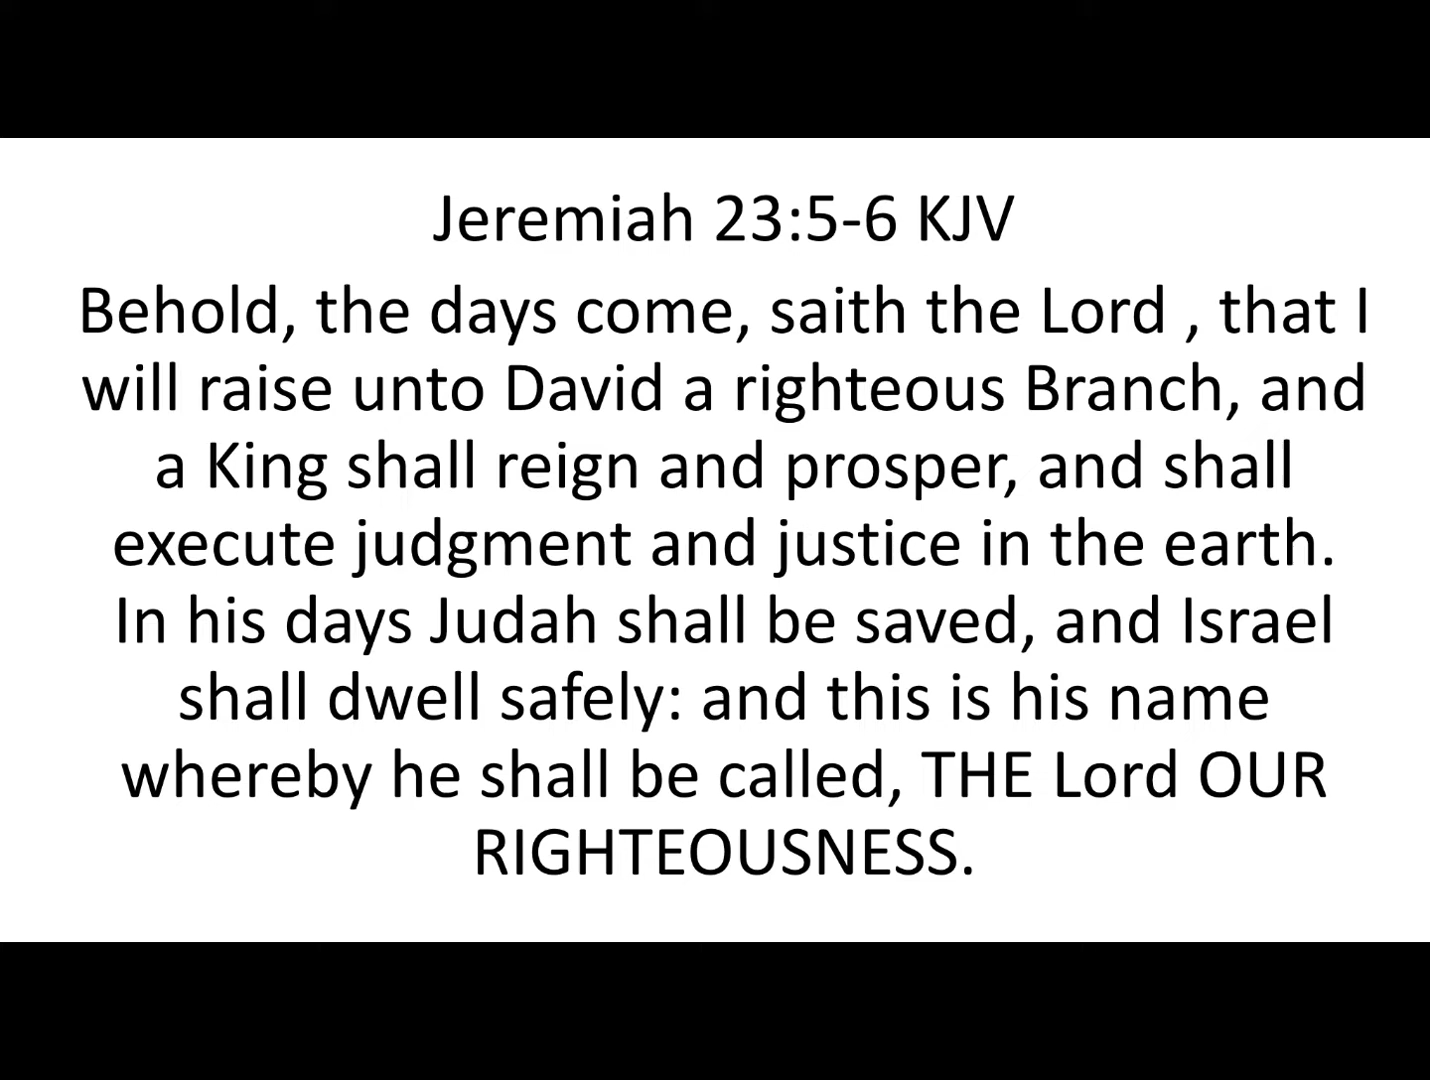 Jeremiah 23:5-6 KJV
Behold, the days come, saith the Lord , that I
will raise unto David a righteous Branch, and
a King shall reign and prosper, and shall
execute judgment and justice in the earth.
In his days Judah shall be saved, and Israel
shall dwell safely: and this is his name
whereby he shall be called, THE Lord OUR
RIGHTEOUSNESS.